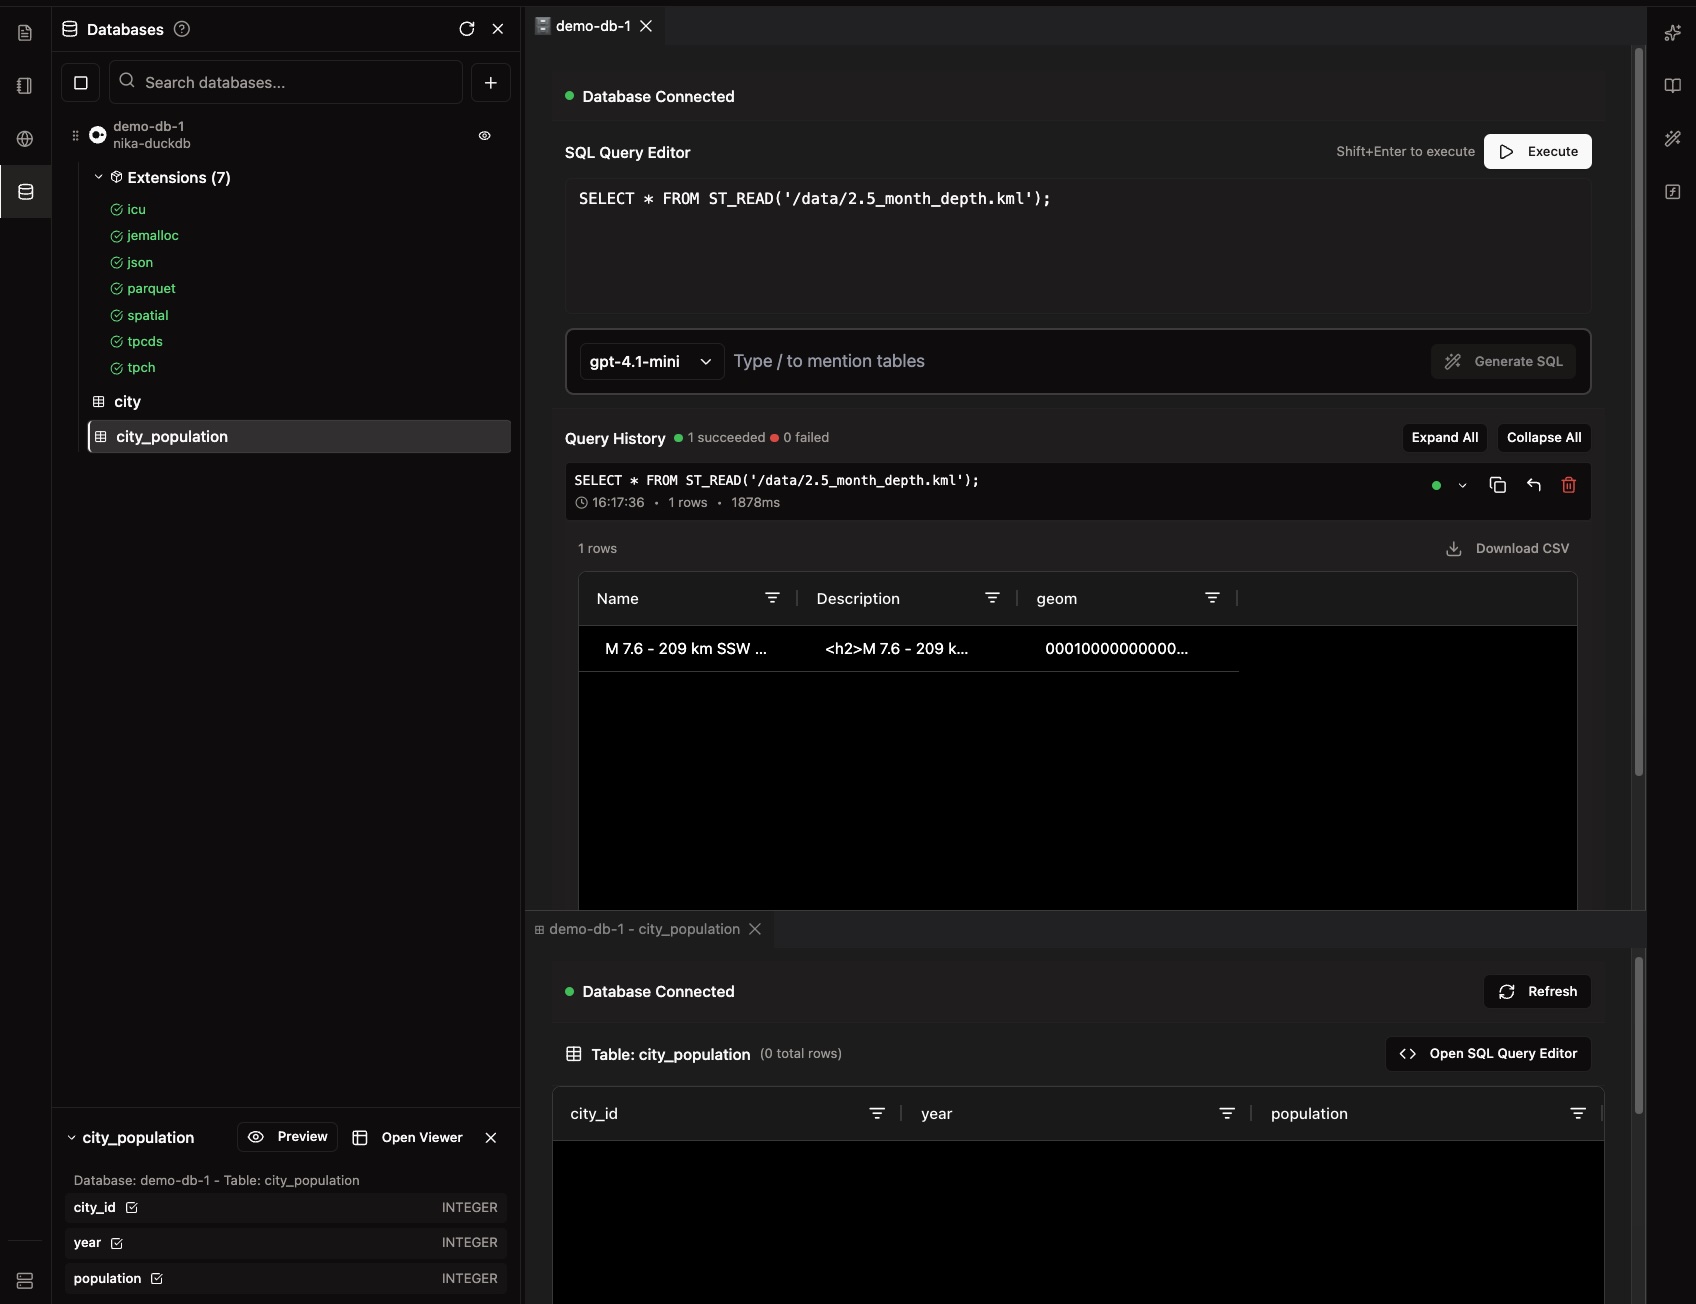 Databases
Search databases...
demo-db-1
nika-duckdb
Extensions (7)
icu
jemalloc
json
parquet
spatial
tpcds
tpch
city
city_population
city_population
Preview
Open Viewer
Database: demo-db-1 - Table: city_population
city_id INTEGER
year INTEGER
population INTEGER
demo-db-1
Database Connected
SQL Query Editor
Shift+Enter to execute
Execute
SELECT * FROM ST_READ('/data/2.5_month_depth.kml');
gpt-4.1-mini
Type / to mention tables
Generate SQL
Query History
1 succeeded
0 failed
Expand All
Collapse All
SELECT * FROM ST_READ('/data/2.5_month_depth.kml');
16:17:36 • 1 rows • 1878ms
1 rows
Download CSV
Name Description geom
M 7.6 - 209 km SSW ... <h2>M 7.6 - 209 k... 00010000000000...
demo-db-1 - city_population
Database Connected
Refresh
Table: city_population (0 total rows)
Open SQL Query Editor
city_id year population